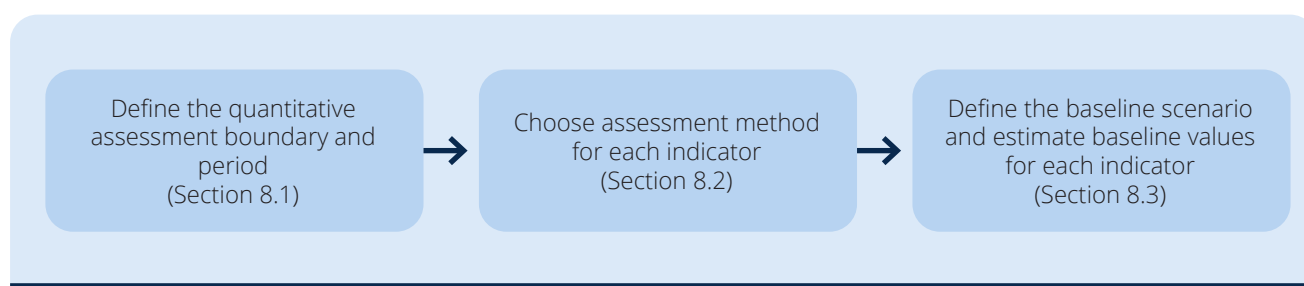 Define the quantitative
assessment boundary and
period
(Section 8.1)
Choose assessment method
for each indicator
(Section 8.2)
Define the baseline scenario
and estimate baseline values
for each indicator
(Section 8.3)